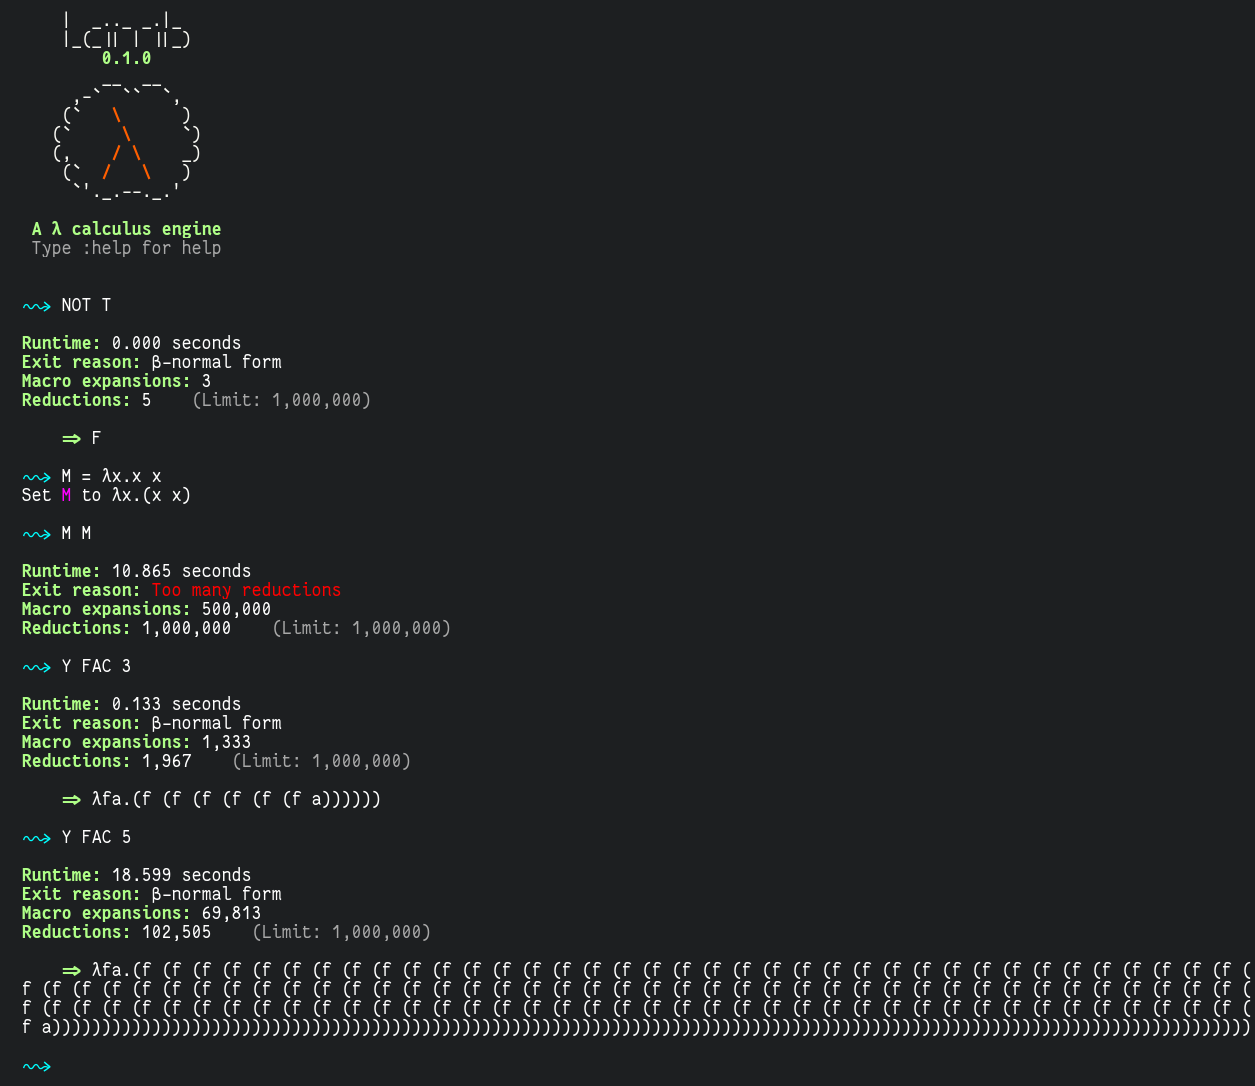 |  _.._ _.|_
|_(_|| | ||_)
0.1.0
A λ calculus engine
Type :help for help
⇝ NOT T
Runtime: 0.000 seconds
Exit reason: β-normal form
Macro expansions: 3
Reductions: 5    (Limit: 1,000,000)
⇒ F
⇝ M = λx.x x
Set M to λx.(x x)
⇝ M M
Runtime: 10.865 seconds
Exit reason: Too many reductions
Macro expansions: 500,000
Reductions: 1,000,000    (Limit: 1,000,000)
⇝ Y FAC 3
Runtime: 0.133 seconds
Exit reason: β-normal form
Macro expansions: 1,333
Reductions: 1,967    (Limit: 1,000,000)
⇒ λfa.(f (f (f (f (f (f a))))))
⇝ Y FAC 5
Runtime: 18.599 seconds
Exit reason: β-normal form
Macro expansions: 69,813
Reductions: 102,505    (Limit: 1,000,000)
⇒ λfa.(f (f (f (f (f (f (f (f (f (f (f (f (f (f (f (f (f (f (f (f (f (f (f (f (f (f (f (f (f (f (f (f (f (f (f (f (f (
f (f (f (f (f (f (f (f (f (f (f (f (f (f (f (f (f (f (f (f (f (f (f (f (f (f (f (f (f (f (f (f (f (f (f (f (f (f (f (f (f (
f (f (f (f (f (f (f (f (f (f (f (f (f (f (f (f (f (f (f (f (f (f (f (f (f (f (f (f (f (f (f (f (f (f (f (f (f (f (f (f (f (
f a))))))))))))))))))))))))))))))))))))))))))))))))))))))))))))))))))))))))))))))))))))))))))))))))))))))))))))))))))))))))
⇝